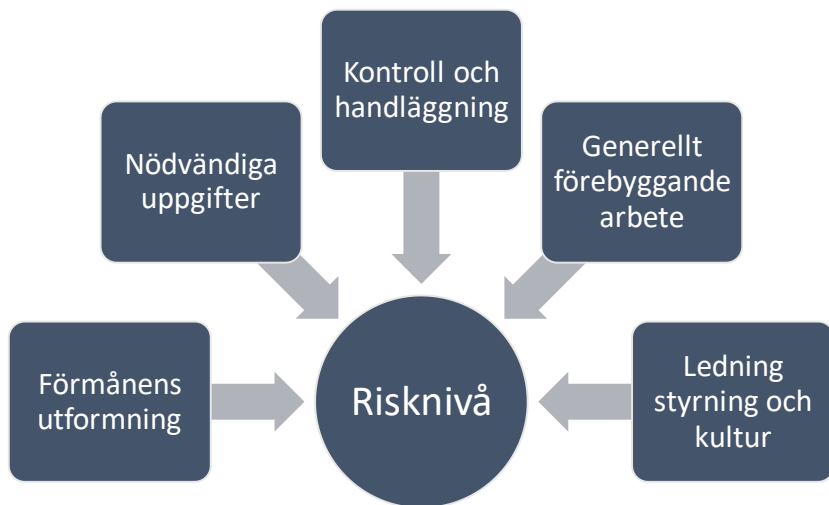 Kontroll och
handläggning
Nödvändiga
uppgifter
Generellt
förebyggande
arbete
Förmånens
utformning
Risknivå
Ledning
styrning och
kultur